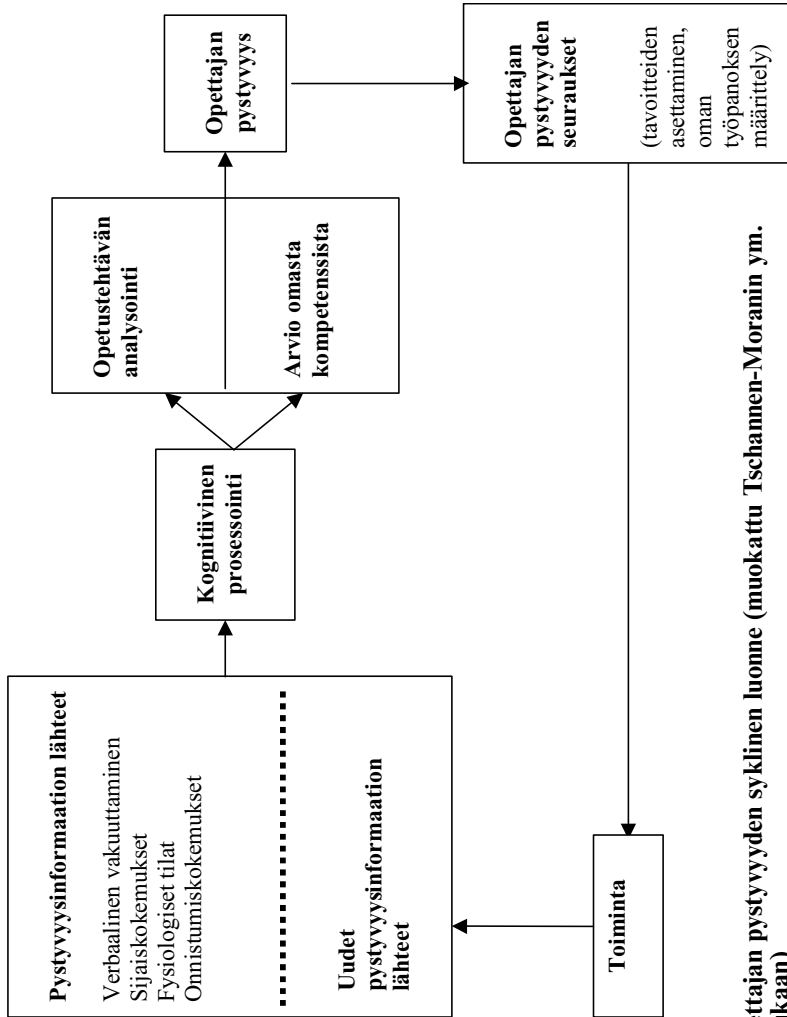 Pystyvyysinformaation lähteet
Verbaalinen vakuuttaminen
Sijaiskokemukset
Fysiologiset tilat
Onnistumiskokemukset
Uudet
pystyvyysinformaation
lähteet
Kognitiivinen
prosessointi
Opetustehtävän
analysointi
Arvio omasta
kompetenssista
Opettajan
pystyvyys
Opettajan
pystyvyyden
seuraukset
(tavoitteiden
asettaminen,
oman
työpanoksen
määrittely)
Toiminta
ettajan pystyvyyden syklinen luonne (muokattu Tschannen-Moranin ym.
kaan)